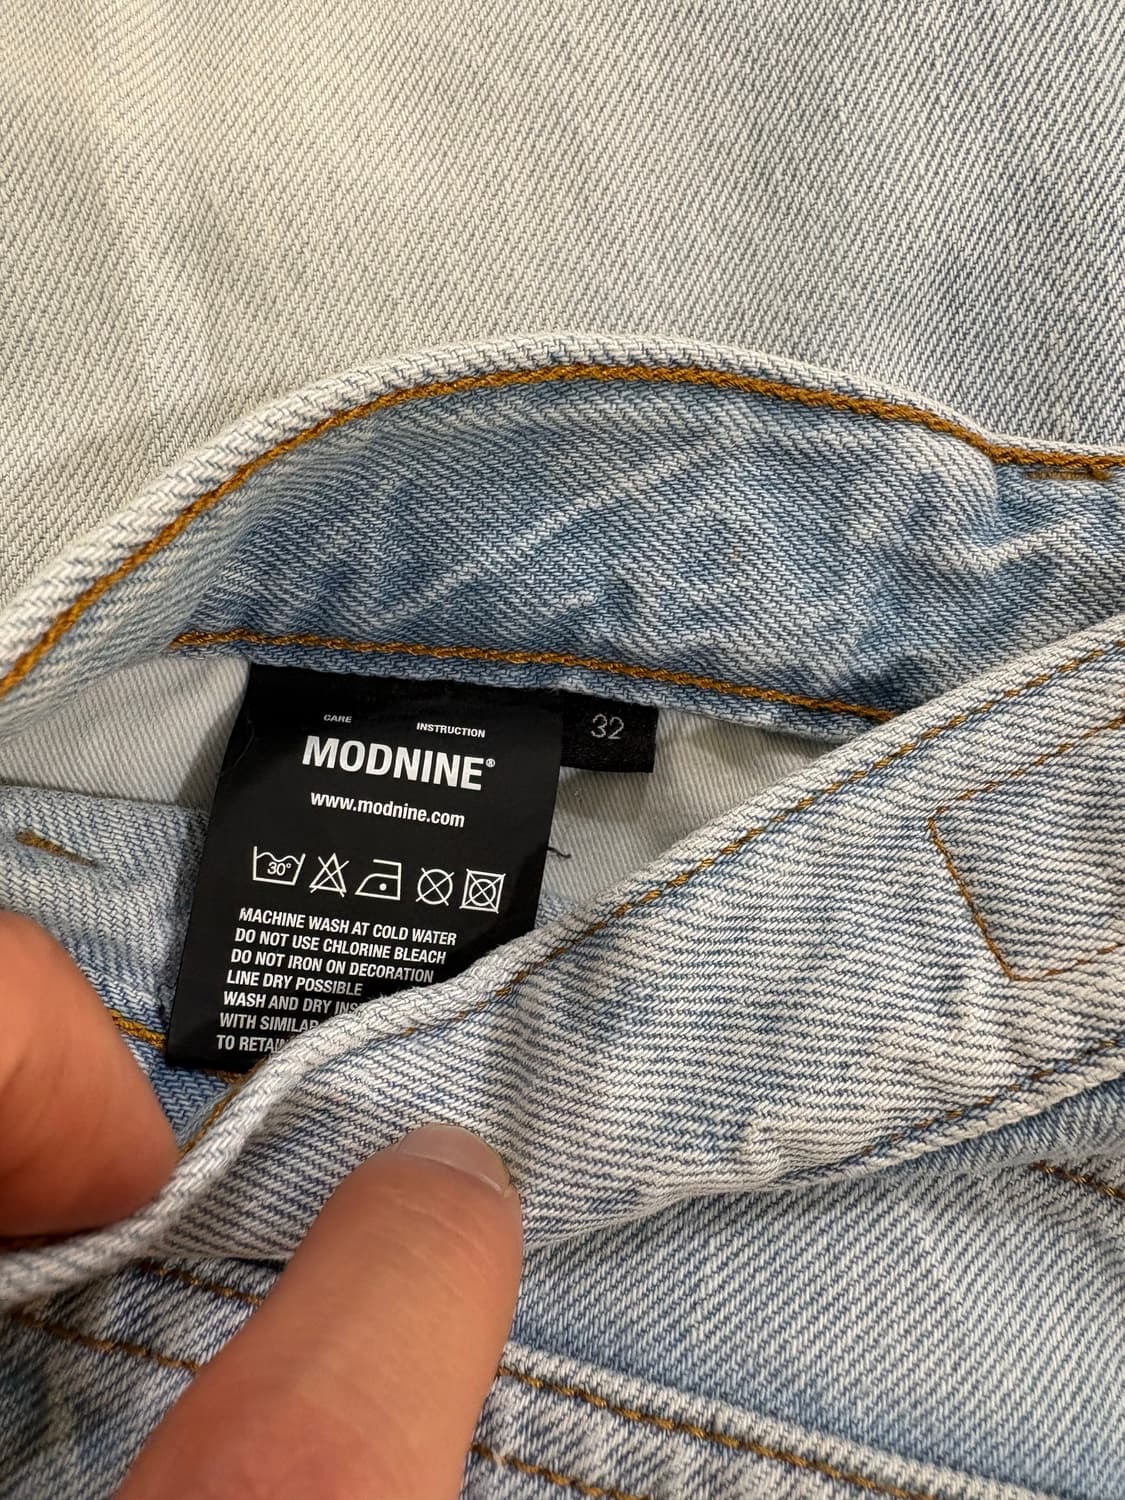 CARE INSTRUCTION
32
MODNINE®
www.modnine.com
30°
MACHINE WASH AT COLD WATER
DO NOT USE CHLORINE BLEACH
DO NOT IRON ON DECORATION
LINE DRY POSSIBLE
WASH AND DRY
WITH
TO